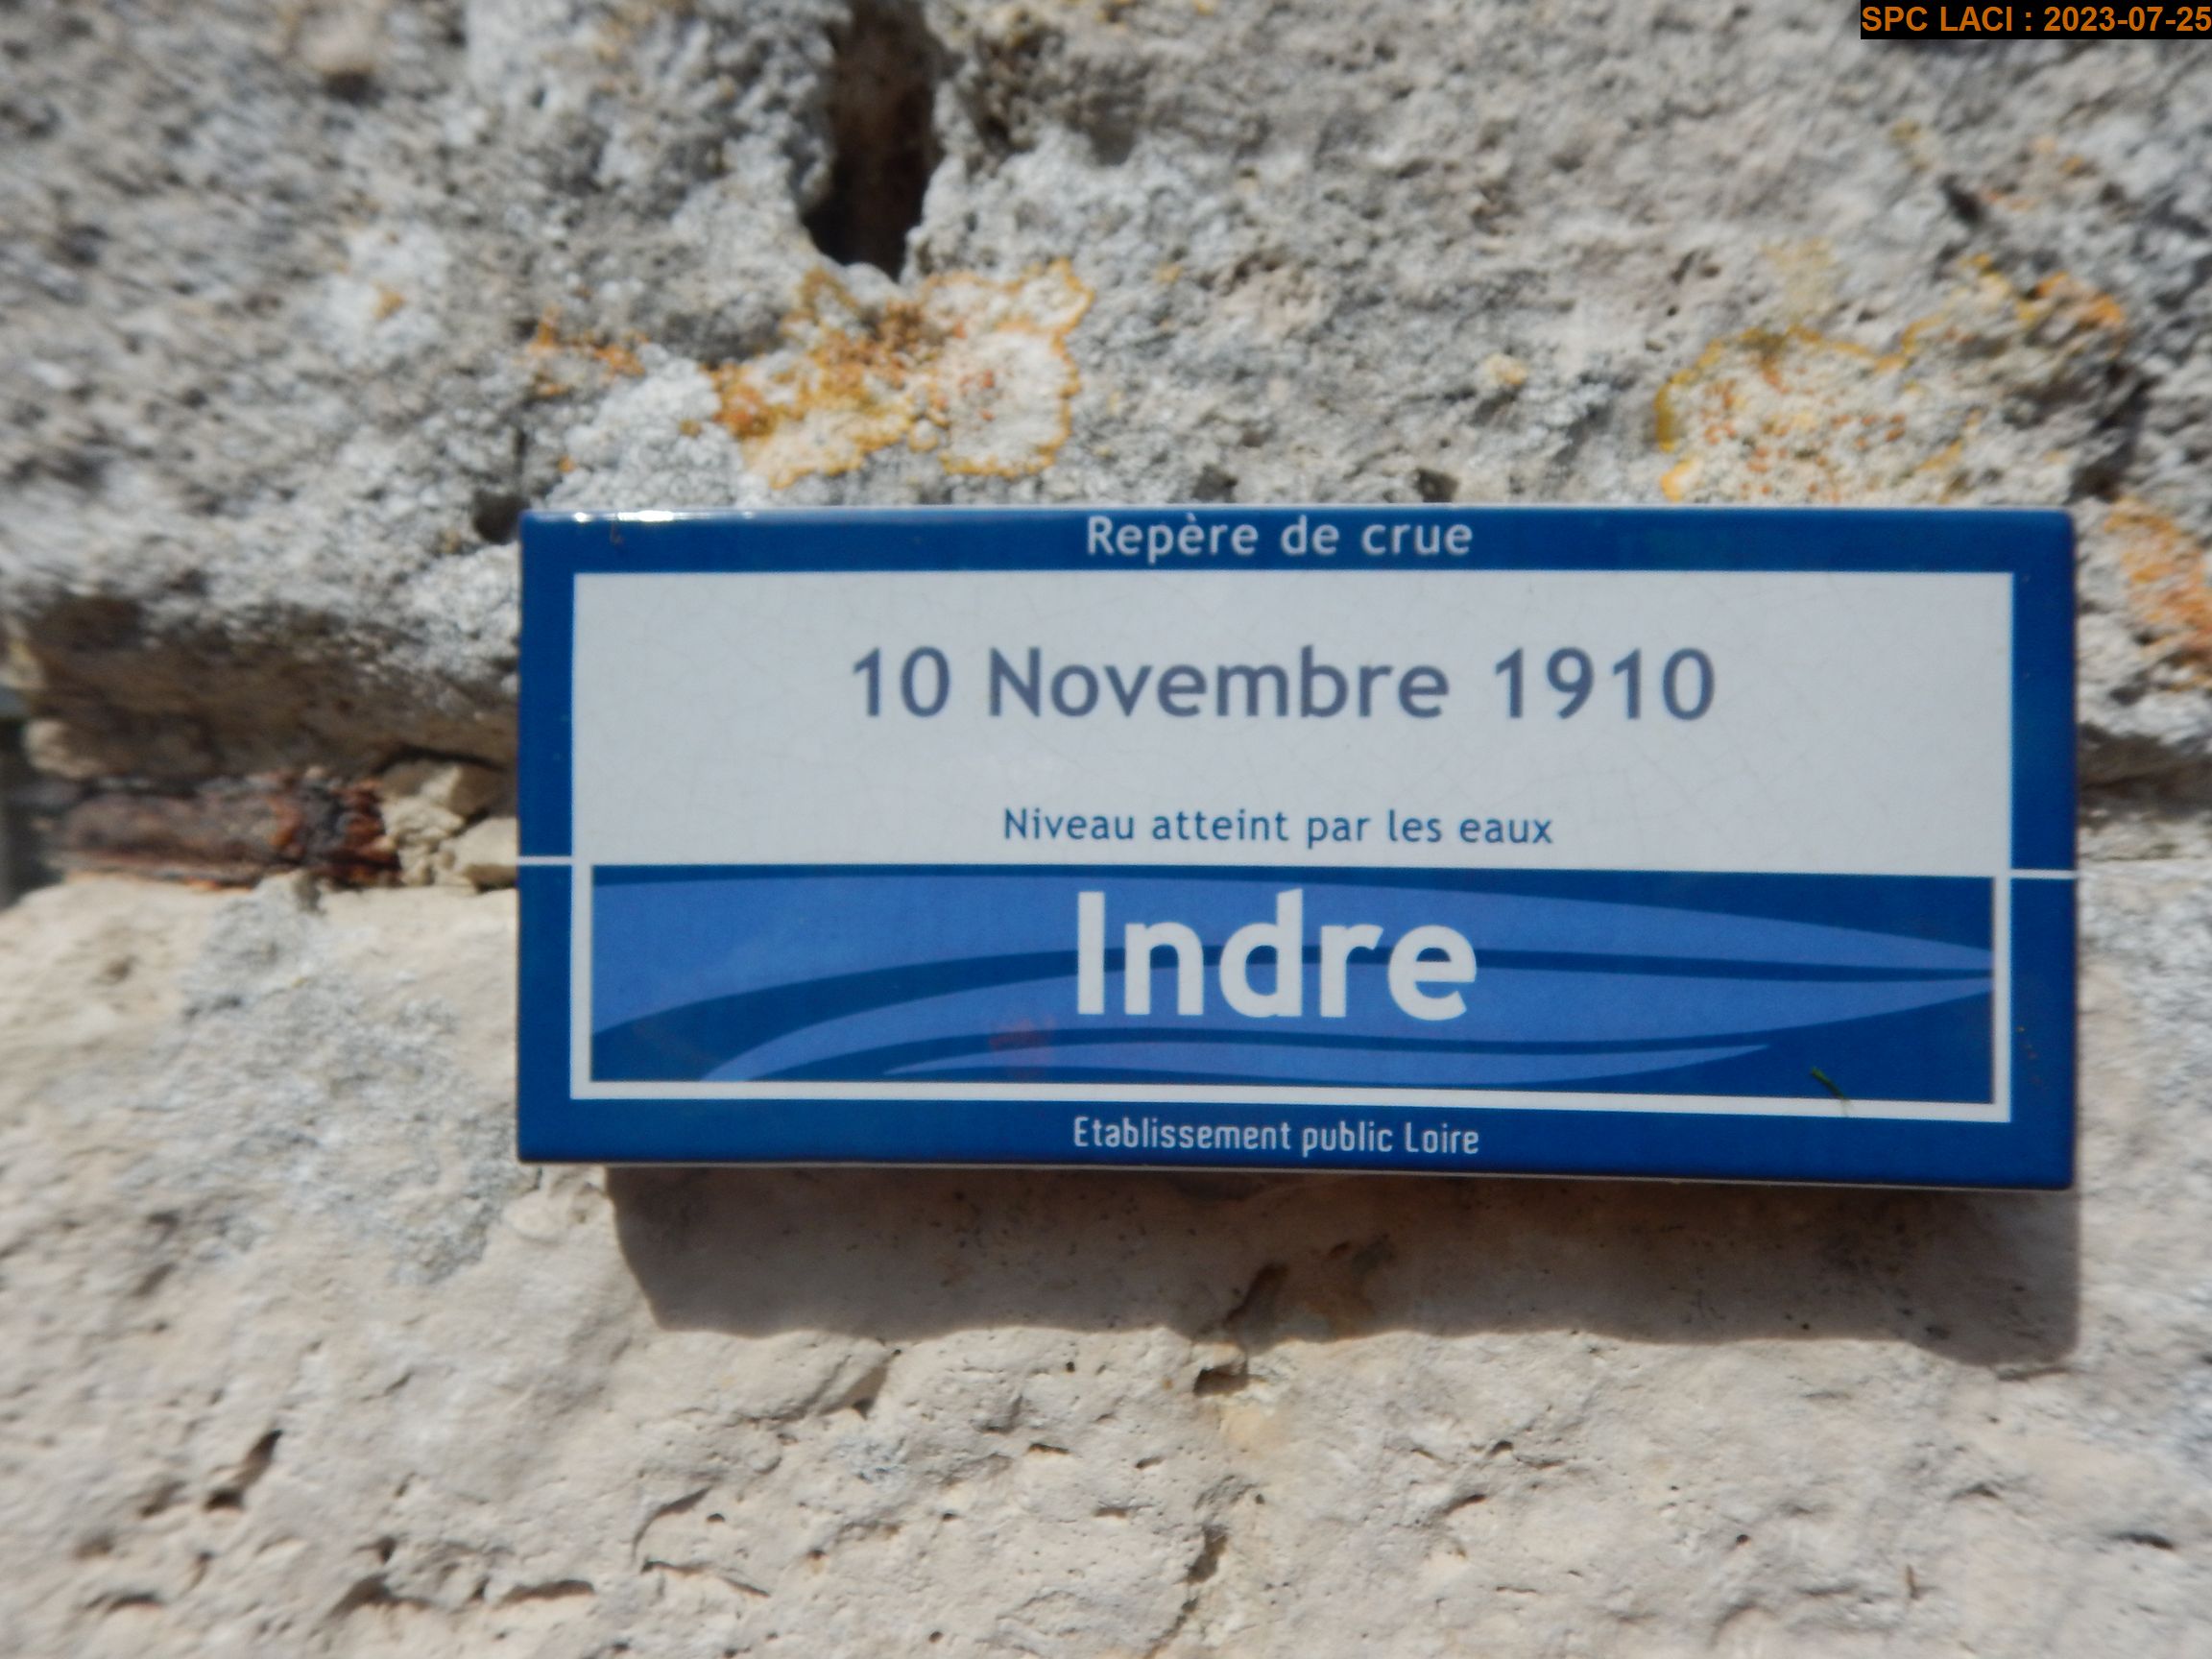 SPC LACI : 2023-07-25
Repère de crue
10 Novembre 1910
Niveau atteint par les eaux
Indre
Etablissement public Loire